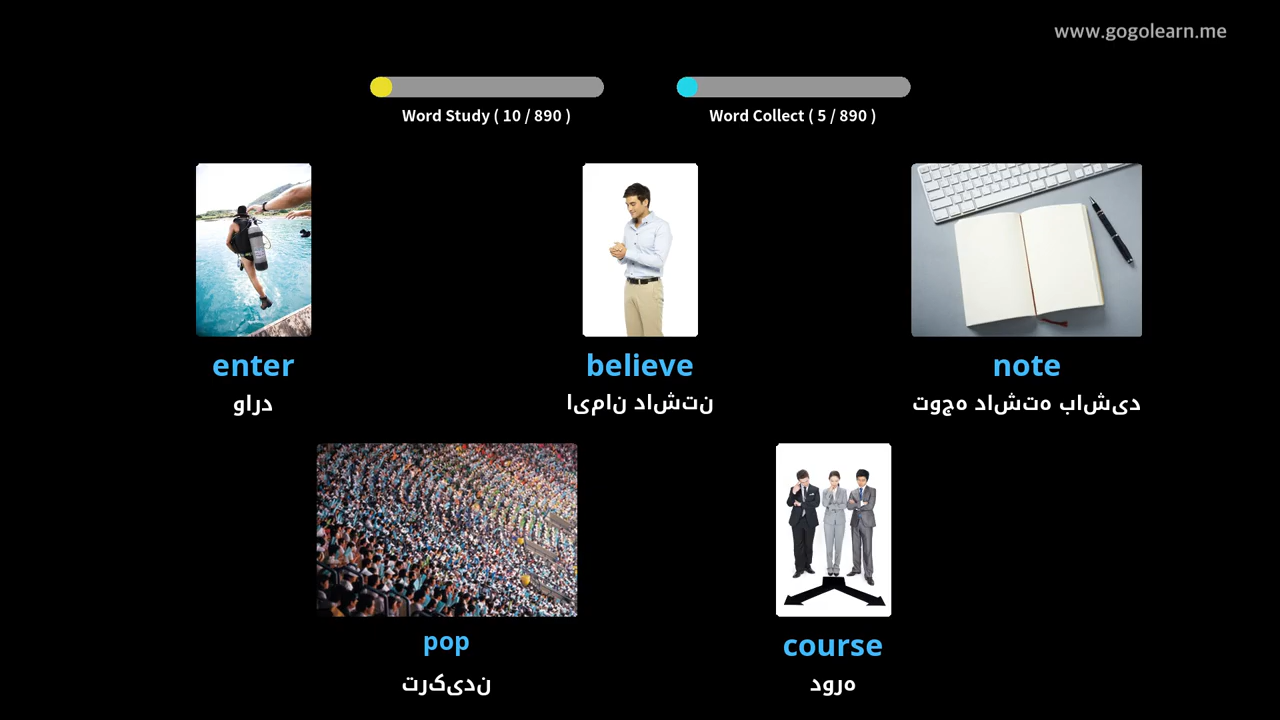 www.gogolearn.me
Word Study ( 10 / 890 )
Word Collect ( 5 / 890 )
enter
دراو
believe
نتشاد نامیا
note
دیشاب هتشاد هجوت
pop
ندیکرت
course
هرود